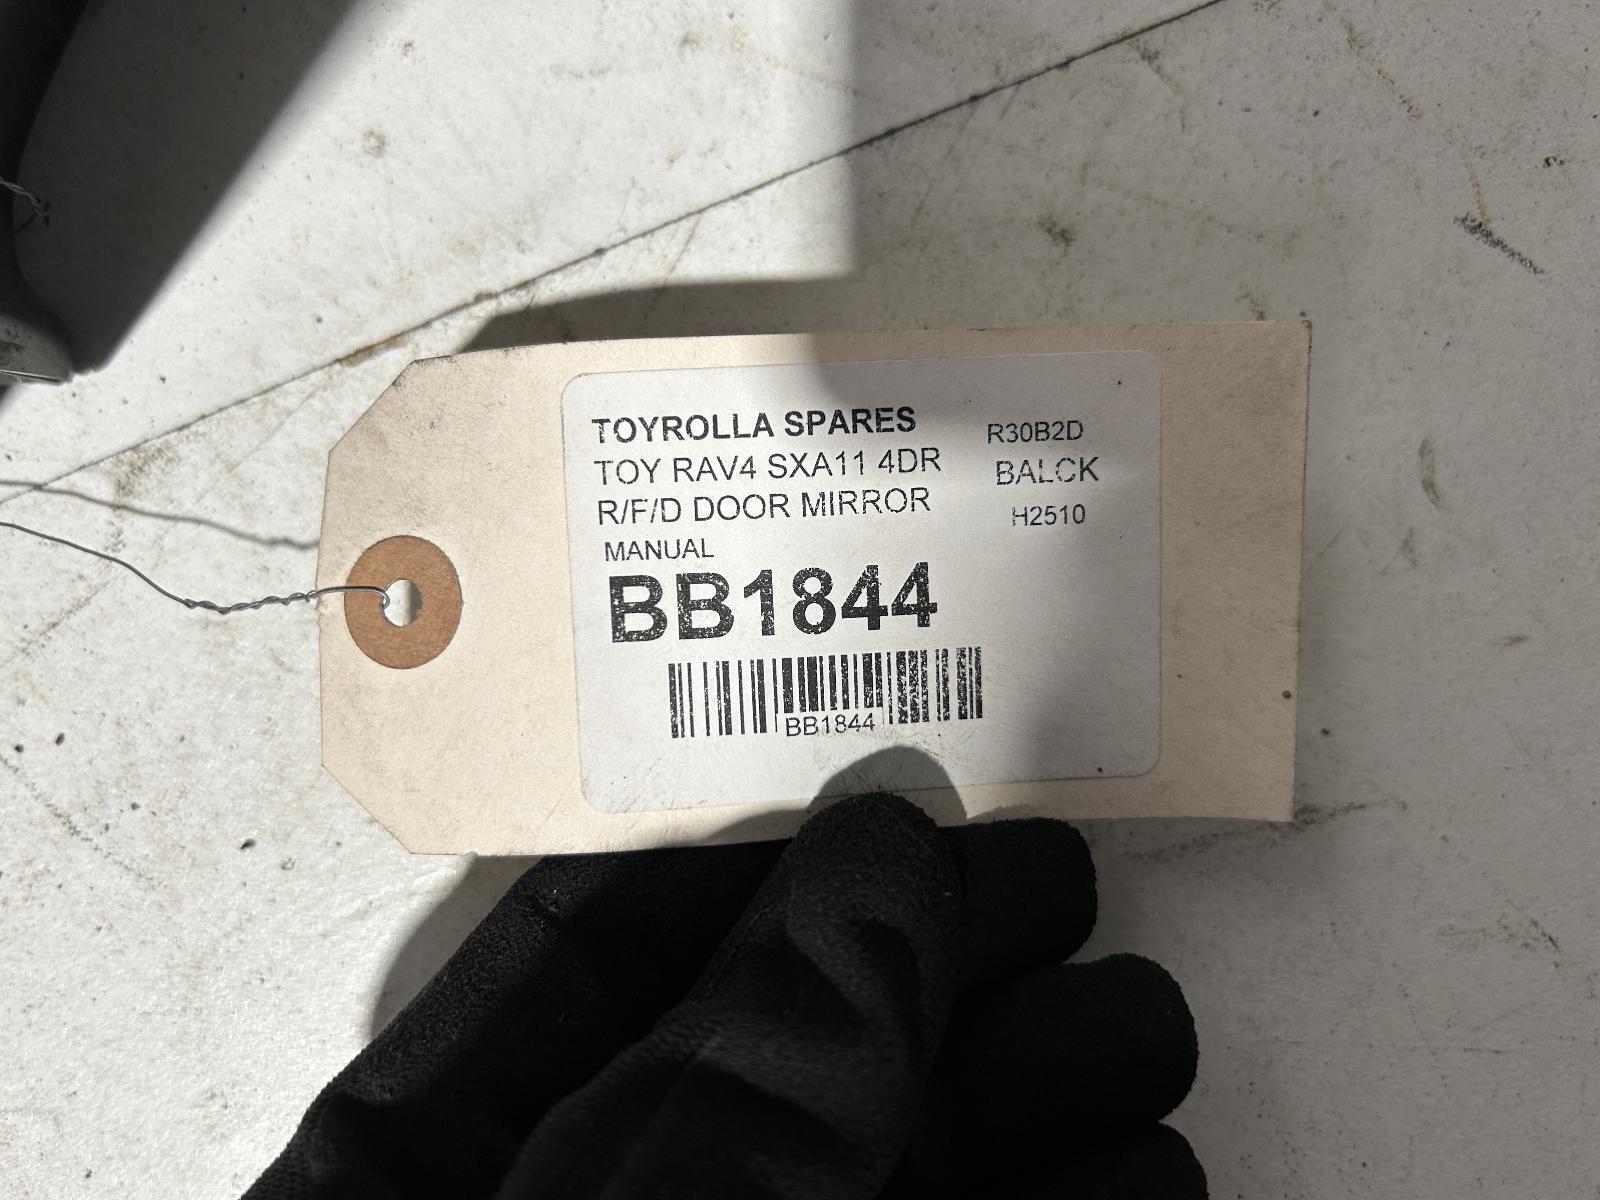 TOYROLLA SPARES
R30B2D
TOY RAV4 SXA11 4DR
BALCK
R/F/D DOOR MIRROR
H2510
MANUAL
BB1844
BB1844